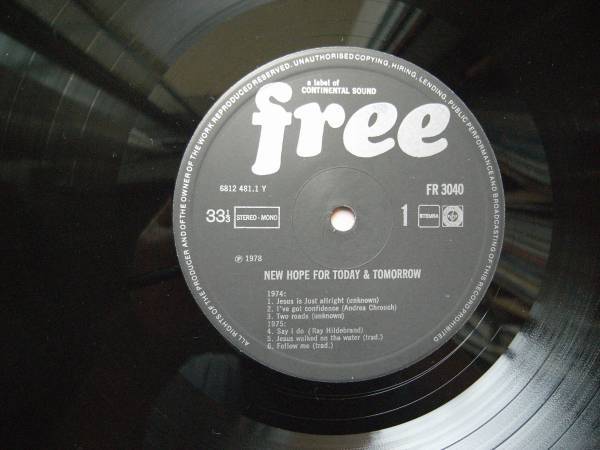 ALL RIGHTS OF THE PRODUCER AND OF THE OWNER OF THE WORK REPRODUCED RESERVED. UNAUTHORISED COPYING, HIRING, LENDING, PUBLIC PERFORMANCE AND BROADCASTING OF THIS RECORD PROHIBITED
a label of
CONTINENTAL SOUND
free
6812 481.1 Y
FR 3040
33⅓ STEREO-MONO
1 STEMRA
℗ 1978
NEW HOPE FOR TODAY & TOMORROW
1974:
1. Jesus is Just allright (unknown)
2. I've got confidence (Andrea Chrouch)
3. Two roads (unknown)
1975:
4. Say I do (Ray Hildebrand)
5. Jesus walked on the water (trad.)
6. Follow me (trad.)